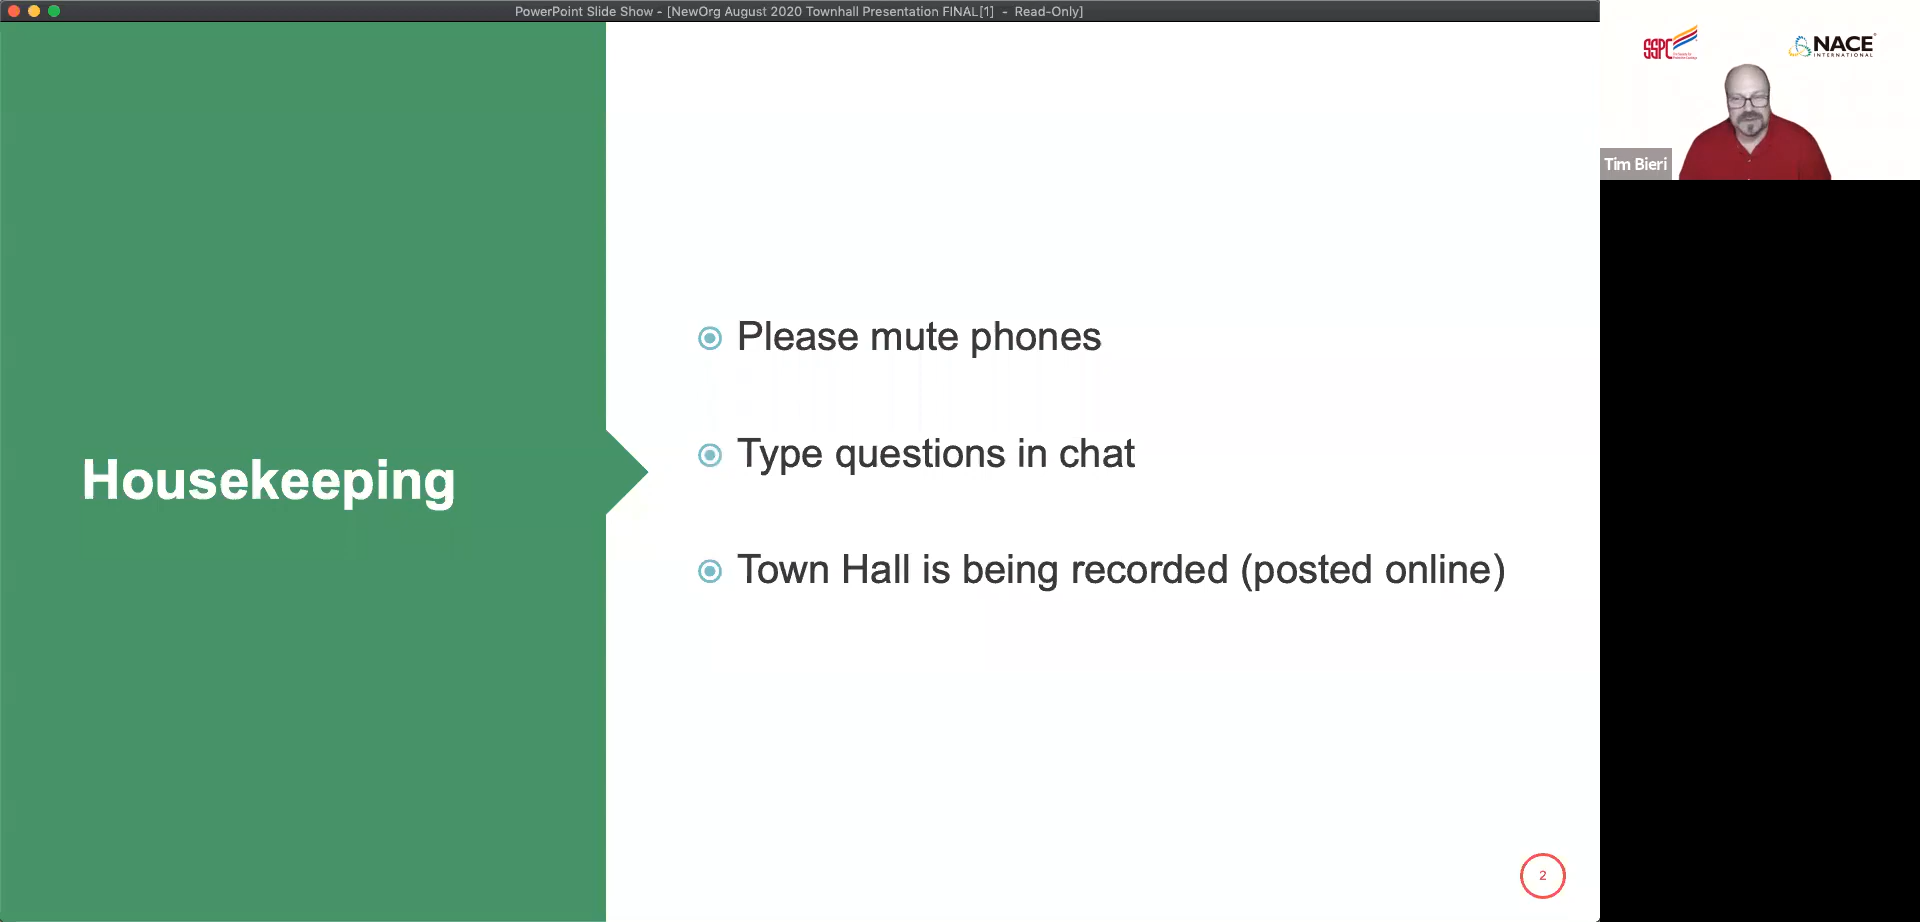 PowerPoint Slide Show - [NewOrg August 2020 Townhall Presentation FINAL[1] - Read-Only]
SSPC
NACE
INTERNATIONAL
Tim Bieri
Housekeeping
Please mute phones
Type questions in chat
Town Hall is being recorded (posted online)
2